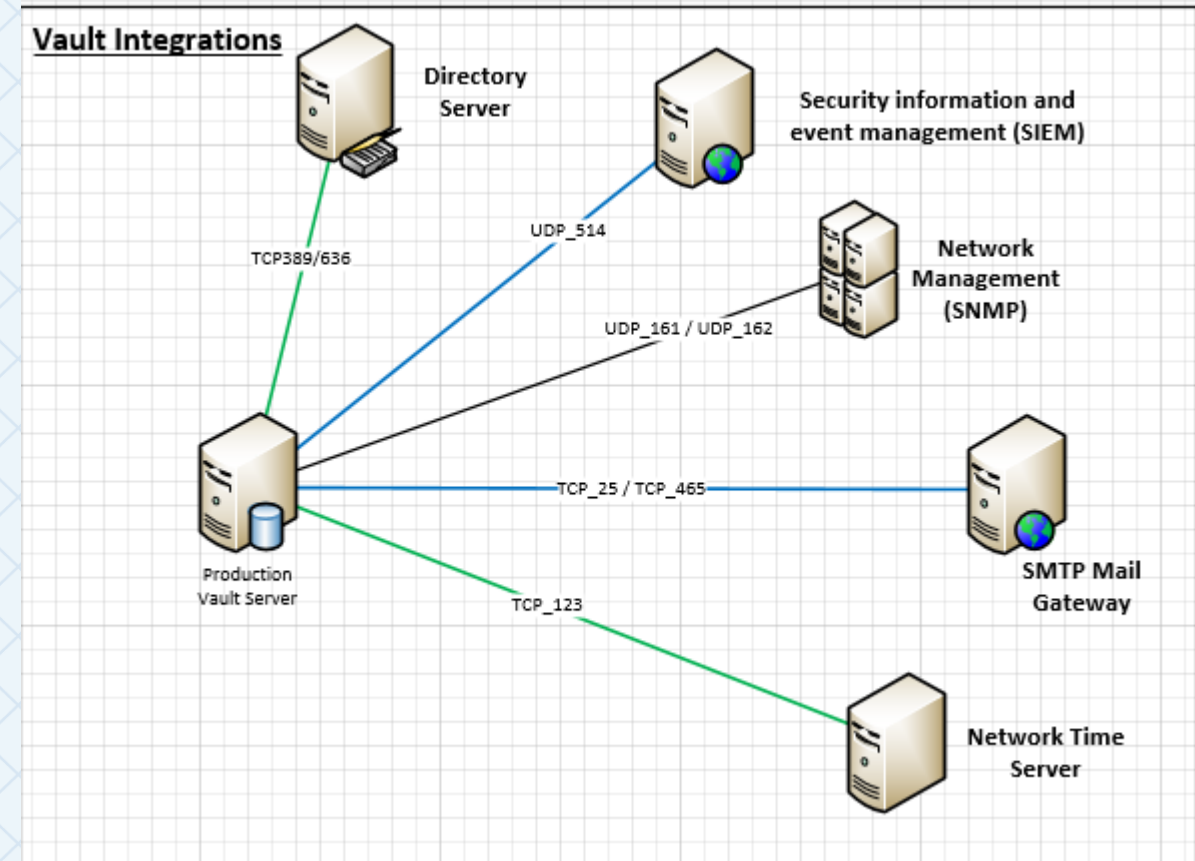 Vault Integrations
Directory
Server
Security information and
event management (SIEM)
UDP_514
TCP389/636
Network
Management
(SNMP)
UDP_161 / UDP_162
TCP_25 / TCP_465
Production
Vault Server
SMTP Mail
Gateway
TCP_123
Network Time
Server